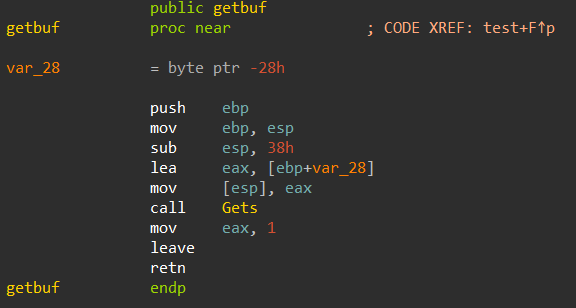 public getbuf
getbuf proc near ; CODE XREF: test+F↑p
var_28 = byte ptr -28h
push ebp
mov ebp, esp
sub esp, 38h
lea eax, [ebp+var_28]
mov [esp], eax
call Gets
mov eax, 1
leave
retn
getbuf endp